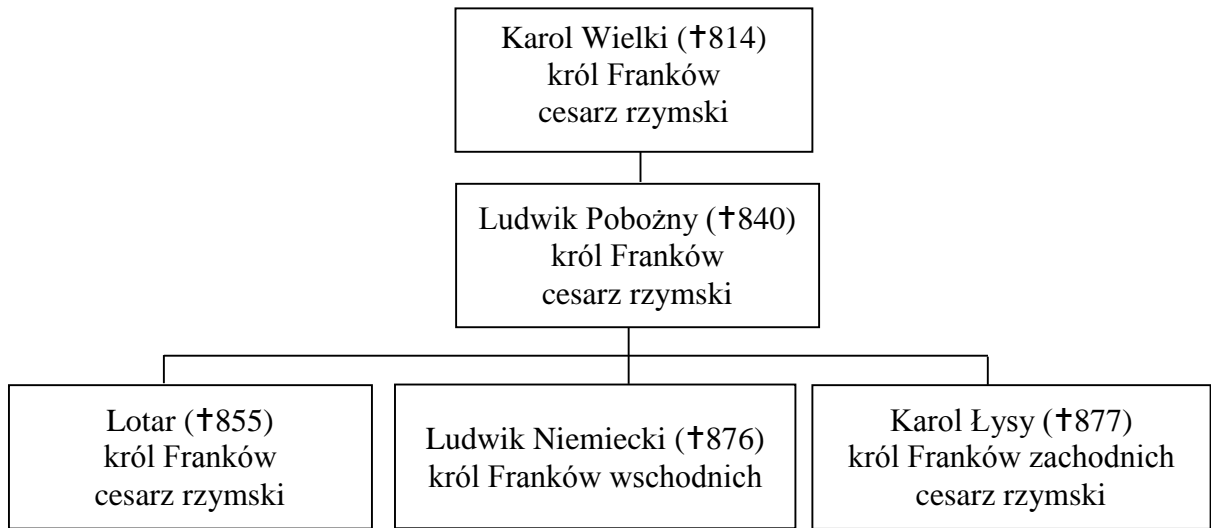 Karol Wielki (✝814)
król Franków
cesarz rzymski
Ludwik Pobożny (✝840)
król Franków
cesarz rzymski
Lotar (✝855)
król Franków
cesarz rzymski
Ludwik Niemiecki (✝876)
król Franków wschodnich
Karol Łysy (✝877)
król Franków zachodnich
cesarz rzymski